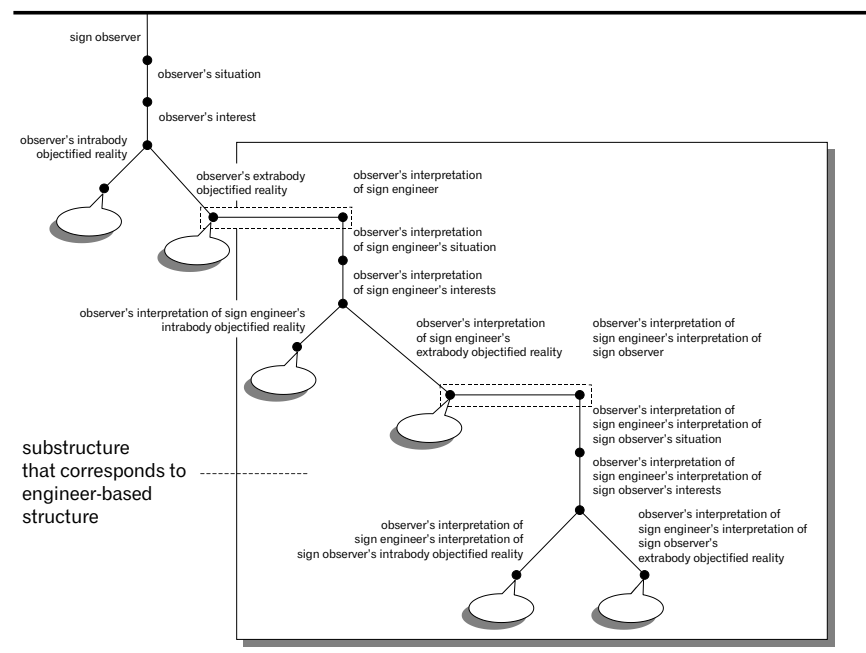 sign observer
observer's situation
observer's interest
observer's intrabody
objectified reality
observer's extrabody
objectified reality
observer's interpretation
of sign engineer
observer's interpretation
of sign engineer's situation
observer's interpretation
of sign engineer's interests
observer's interpretation of sign engineer's
intrabody objectified reality
observer's interpretation
of sign engineer's
extrabody objectified reality
observer's interpretation of
sign engineer's interpretation of
sign observer
observer's interpretation of
sign engineer's interpretation of
sign observer's situation
substructure
that corresponds to
engineer-based
structure
observer's interpretation of
sign engineer's interpretation of
sign observer's interests
observer's interpretation of
sign engineer's interpretation of
sign observer's intrabody objectified reality
observer's interpretation of
sign engineer's interpretation of
sign observer's
extrabody objectified reality